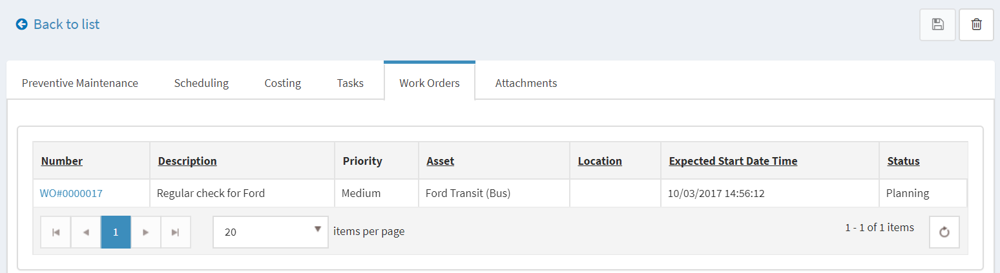 Back to list
Preventive Maintenance Scheduling Costing Tasks Work Orders Attachments
Number Description Priority Asset Location Expected Start Date Time Status
WO#0000017 Regular check for Ford Medium Ford Transit (Bus) 10/03/2017 14:56:12 Planning
1 20 items per page 1 - 1 of 1 items